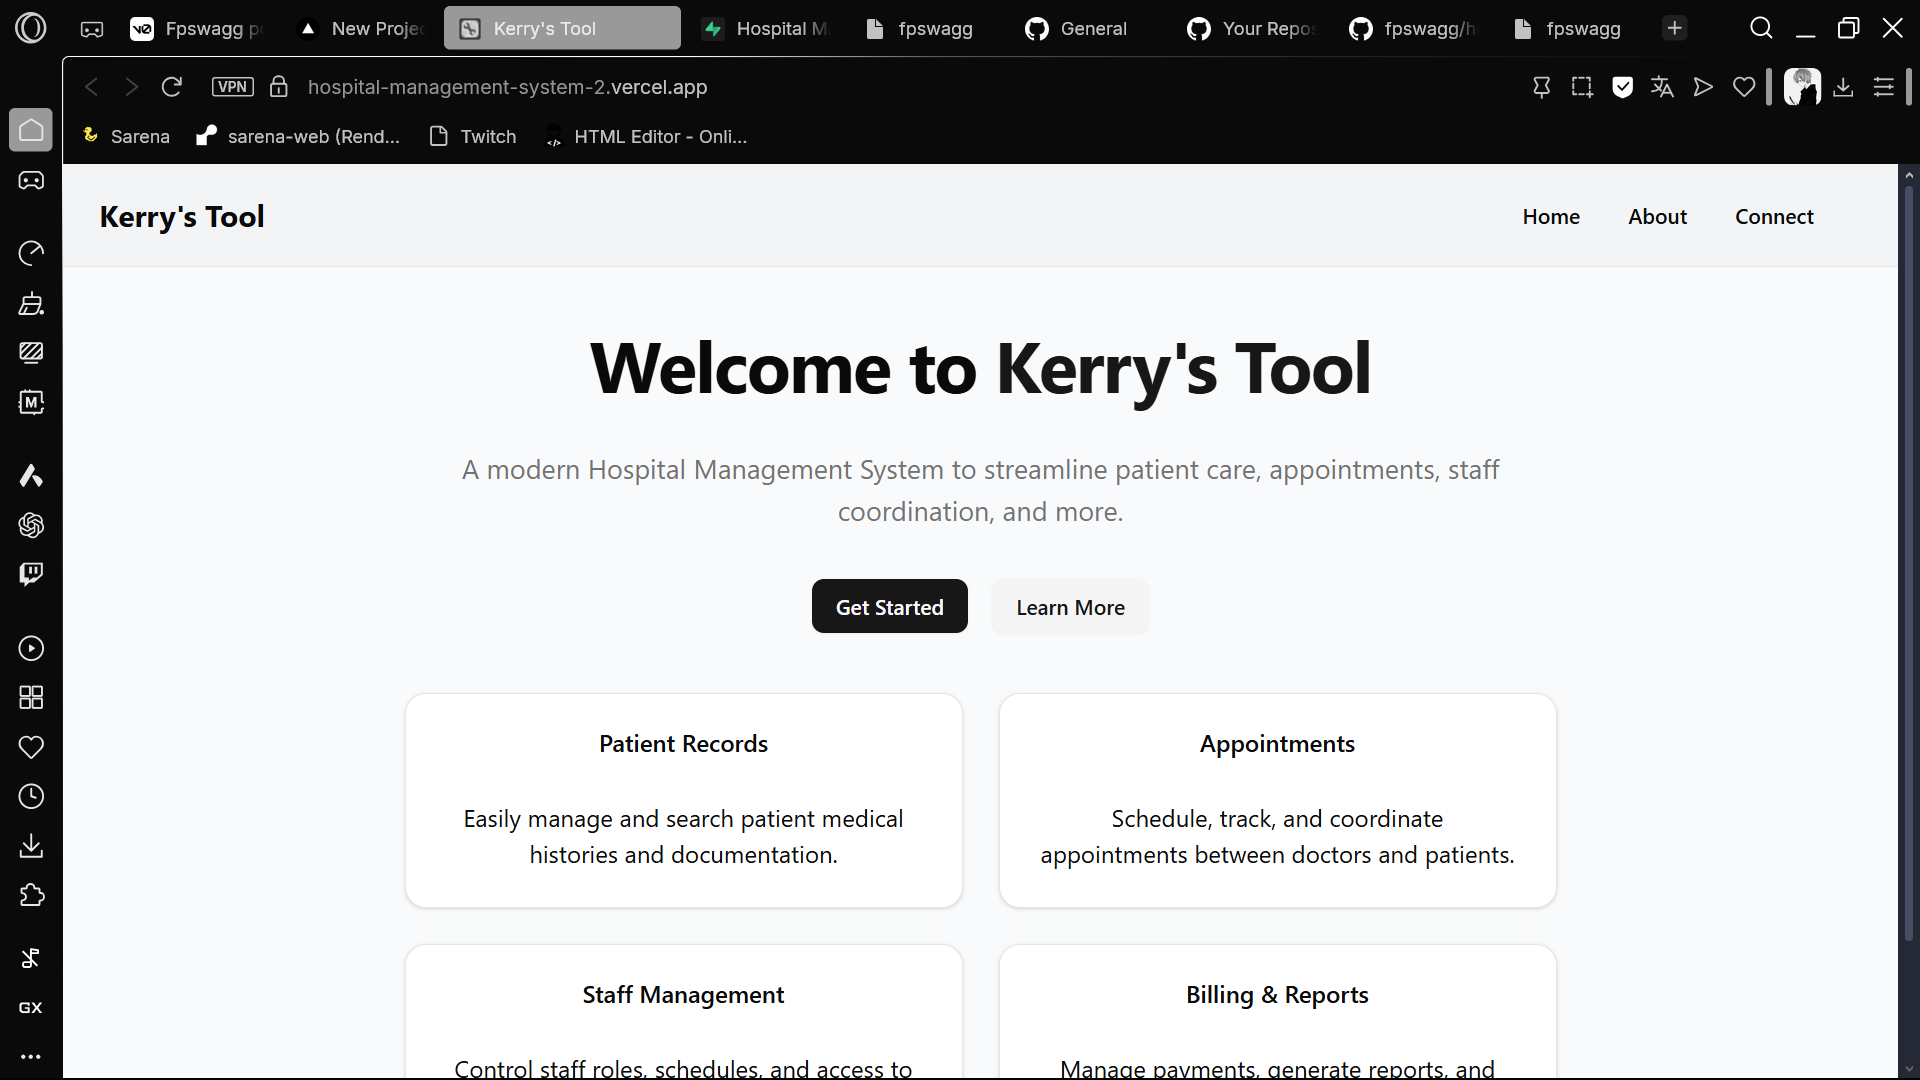 Fpswagg p
New Proje
Kerry's Tool
Hospital M
fpswagg
General
Your Repos
fpswagg/h
fpswagg
VPN
hospital-management-system-2.vercel.app
Sarena
sarena-web (Rend...
Twitch
HTML Editor - Onli...
Kerry's Tool
Home
About
Connect
Welcome to Kerry's Tool
A modern Hospital Management System to streamline patient care, appointments, staff
coordination, and more.
Get Started
Learn More
Patient Records
Easily manage and search patient medical
histories and documentation.
Appointments
Schedule, track, and coordinate
appointments between doctors and patients.
Staff Management
Control staff roles, schedules, and access to
Billing & Reports
Manage payments, generate reports, and
M
GX